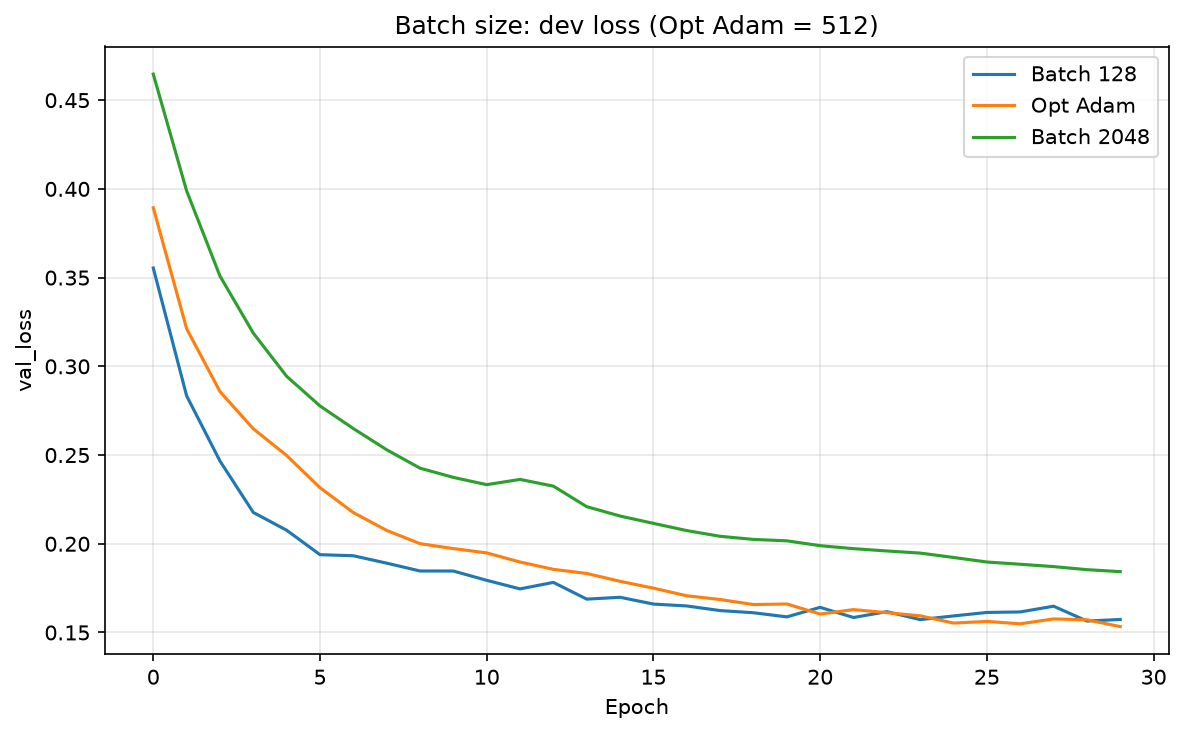 Batch size: dev loss (Opt Adam = 512)
Batch 128
Opt Adam
Batch 2048
val_loss
0.45
0.40
0.35
0.30
0.25
0.20
0.15
0 5 10 15 20 25 30
Epoch